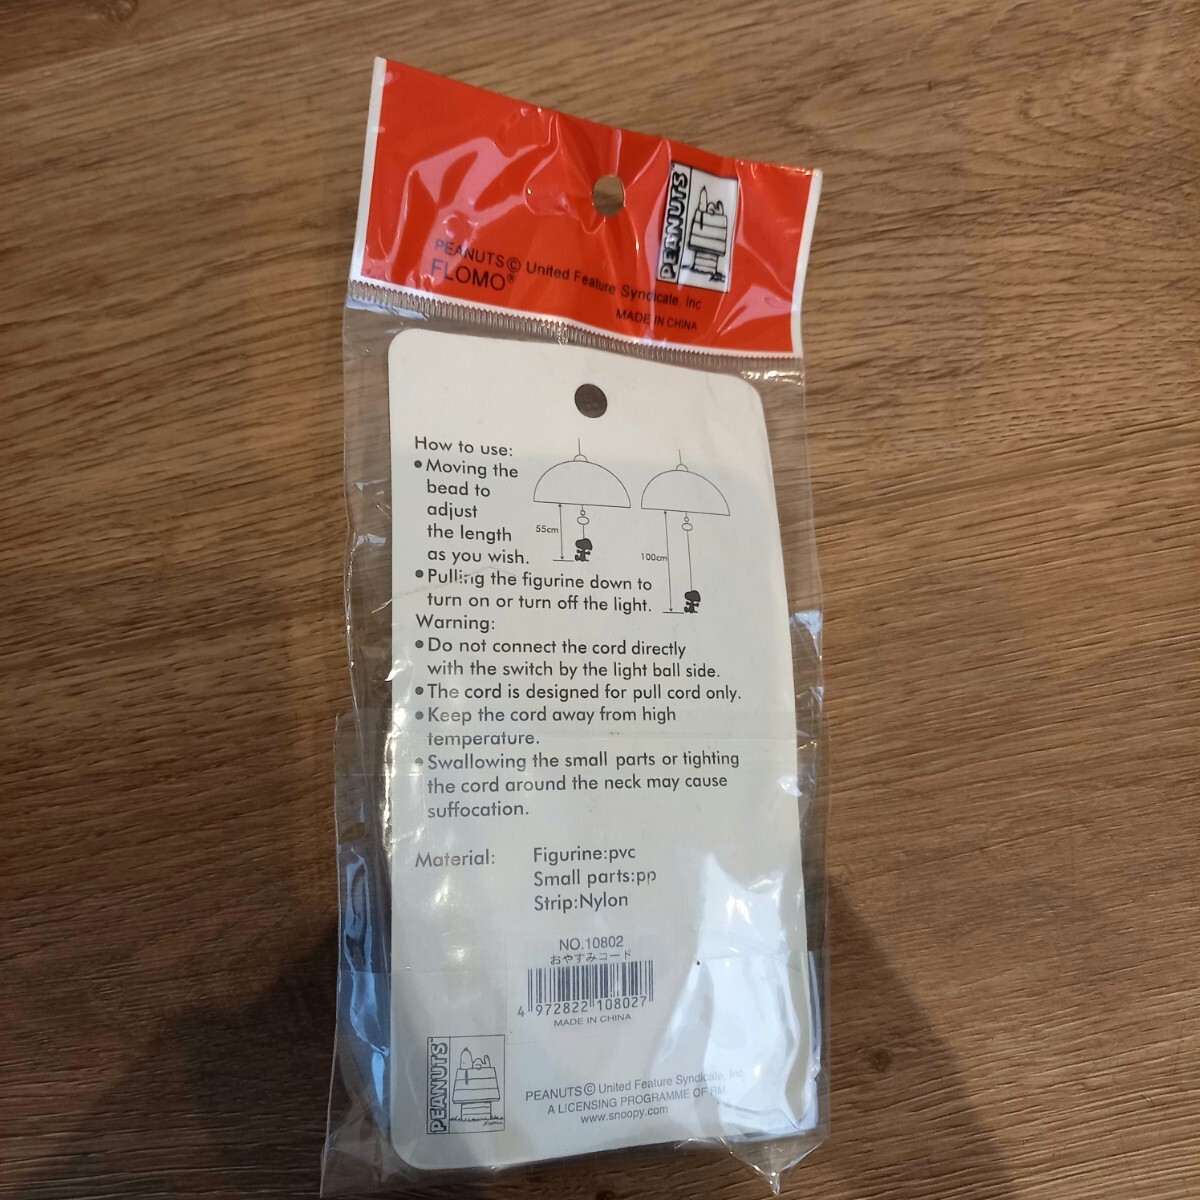 PEANUTS
PEANUTS © United Feature Syndicate, Inc
FLOMO®
MADE IN CHINA
How to use:
• Moving the
bead to
adjust
the length
as you wish.
55cm
100cm
• Pulling the figurine down to
turn on or turn off the light.
Warning:
• Do not connect the cord directly
with the switch by the light ball side.
• The cord is designed for pull cord only.
• Keep the cord away from high
temperature.
• Swallowing the small parts or tighting
the cord around the neck may cause
suffocation.
Material: Figurine:pvc
Small parts:pp
Strip:Nylon
NO.10802
おやすみコード
4 972822 108027
MADE IN CHINA
PEANUTS
PEANUTS © United Feature Syndicate, Inc
A LICENSING PROGRAMME OF RM
www.snoopy.com